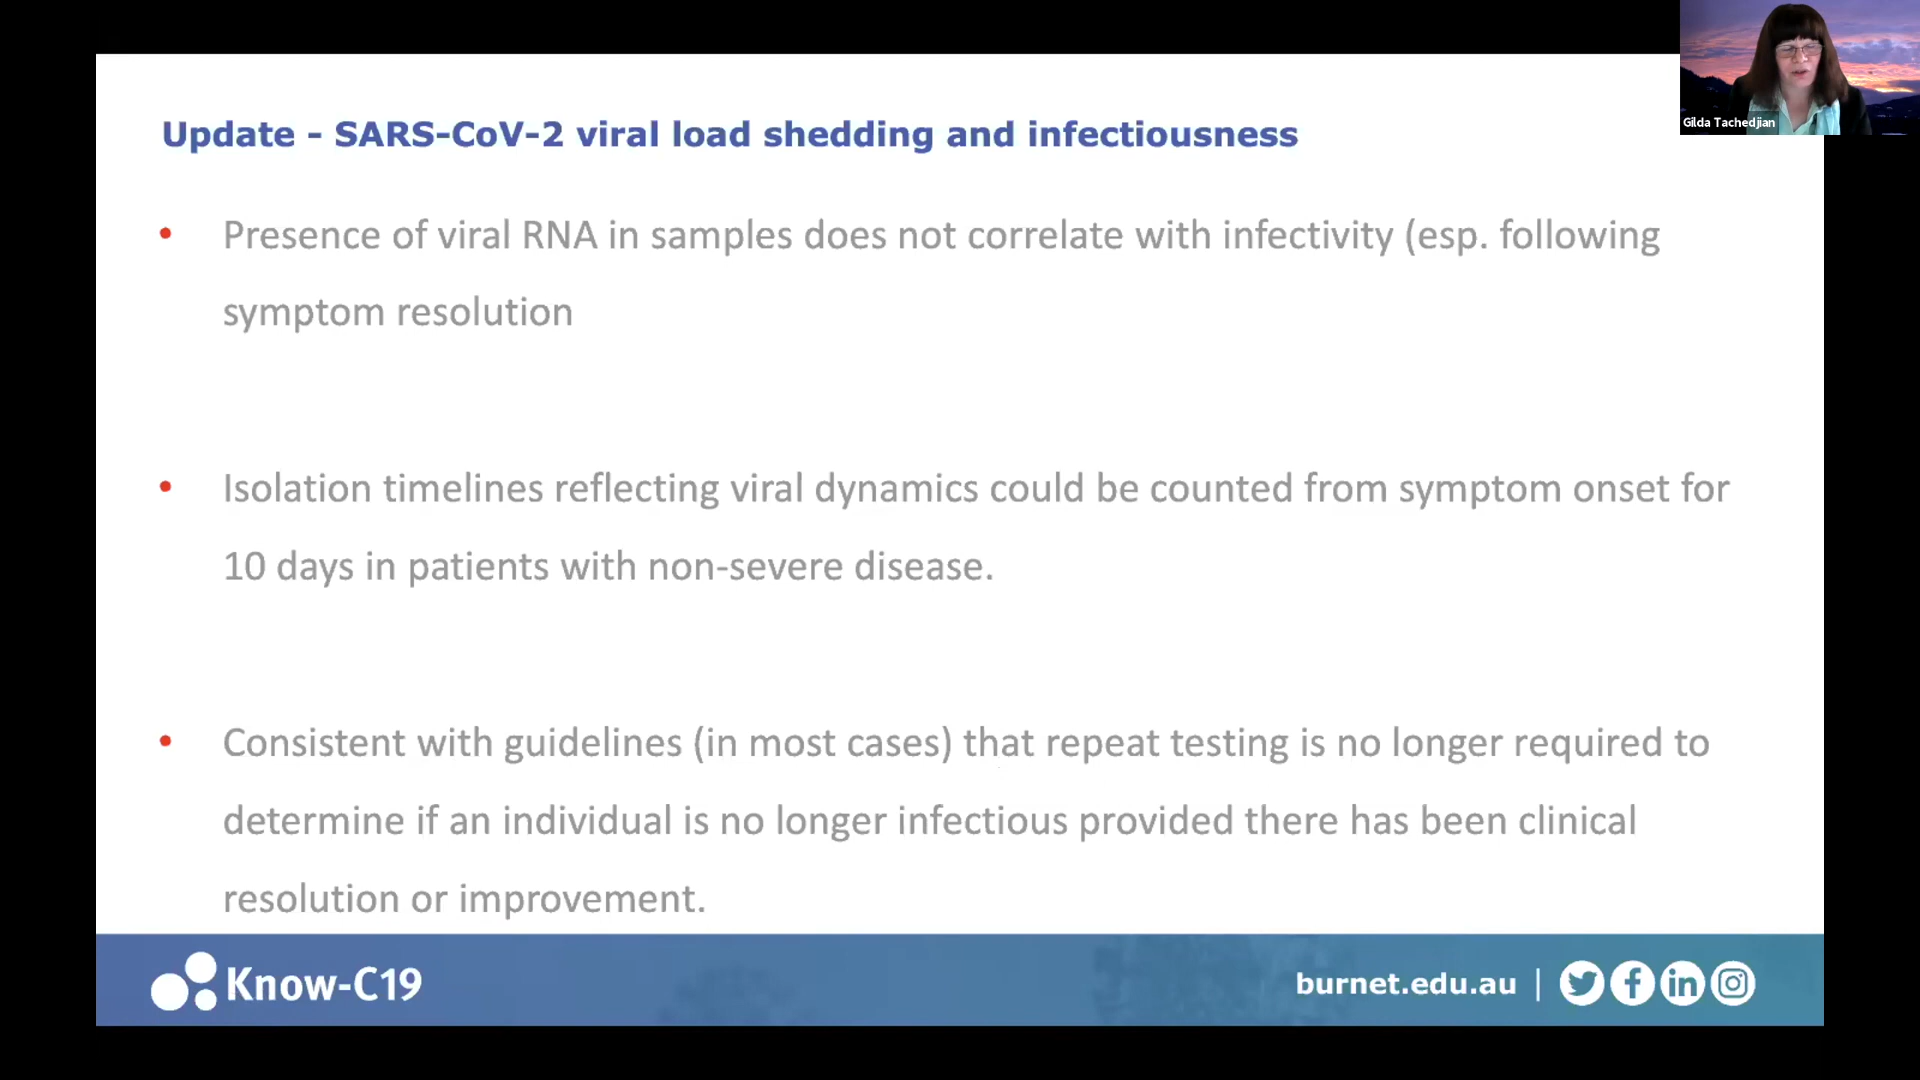 Gilda Tachedjian
Update - SARS-CoV-2 viral load shedding and infectiousness
• Presence of viral RNA in samples does not correlate with infectivity (esp. following
symptom resolution
• Isolation timelines reflecting viral dynamics could be counted from symptom onset for
10 days in patients with non-severe disease.
• Consistent with guidelines (in most cases) that repeat testing is no longer required to
determine if an individual is no longer infectious provided there has been clinical
resolution or improvement.
Know-C19
burnet.edu.au |